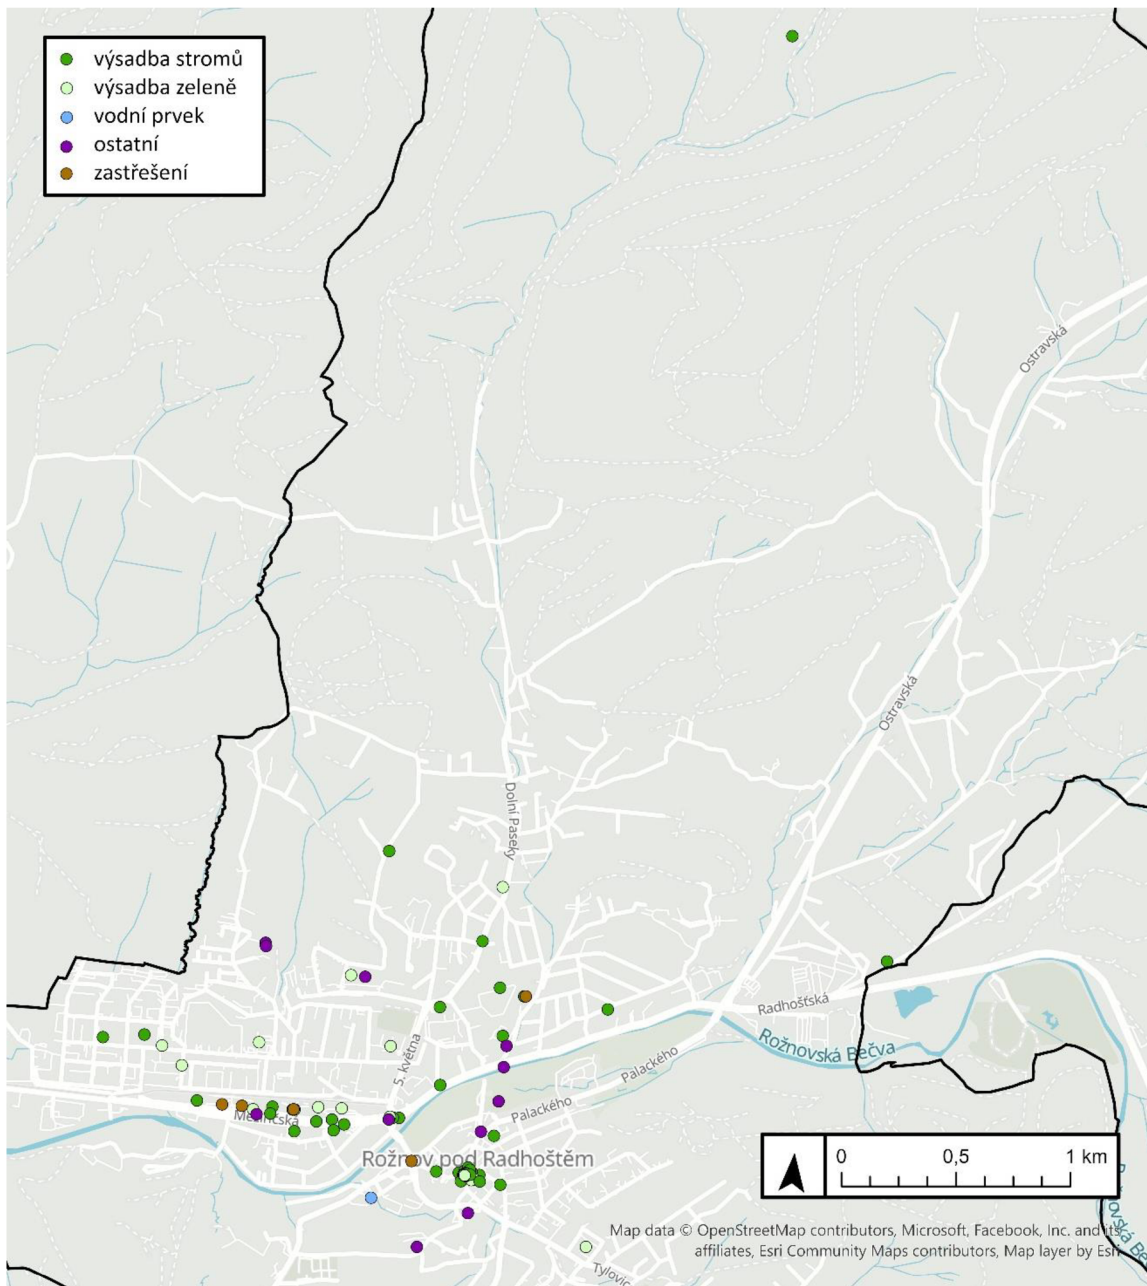 výsadba stromů
výsadba zeleně
vodní prvek
ostatní
zastřešení
Ostravská
Ostravská
Dolní Paseky
Radhošťská
Rožnovská Bečva
5. května
Palackého
Palackého
Rožnov pod Radhoštěm
0 0,5 1 km
Map data © OpenStreetMap contributors, Microsoft, Facebook, Inc. and its
affiliates, Esri Community Maps contributors, Map layer by Esri